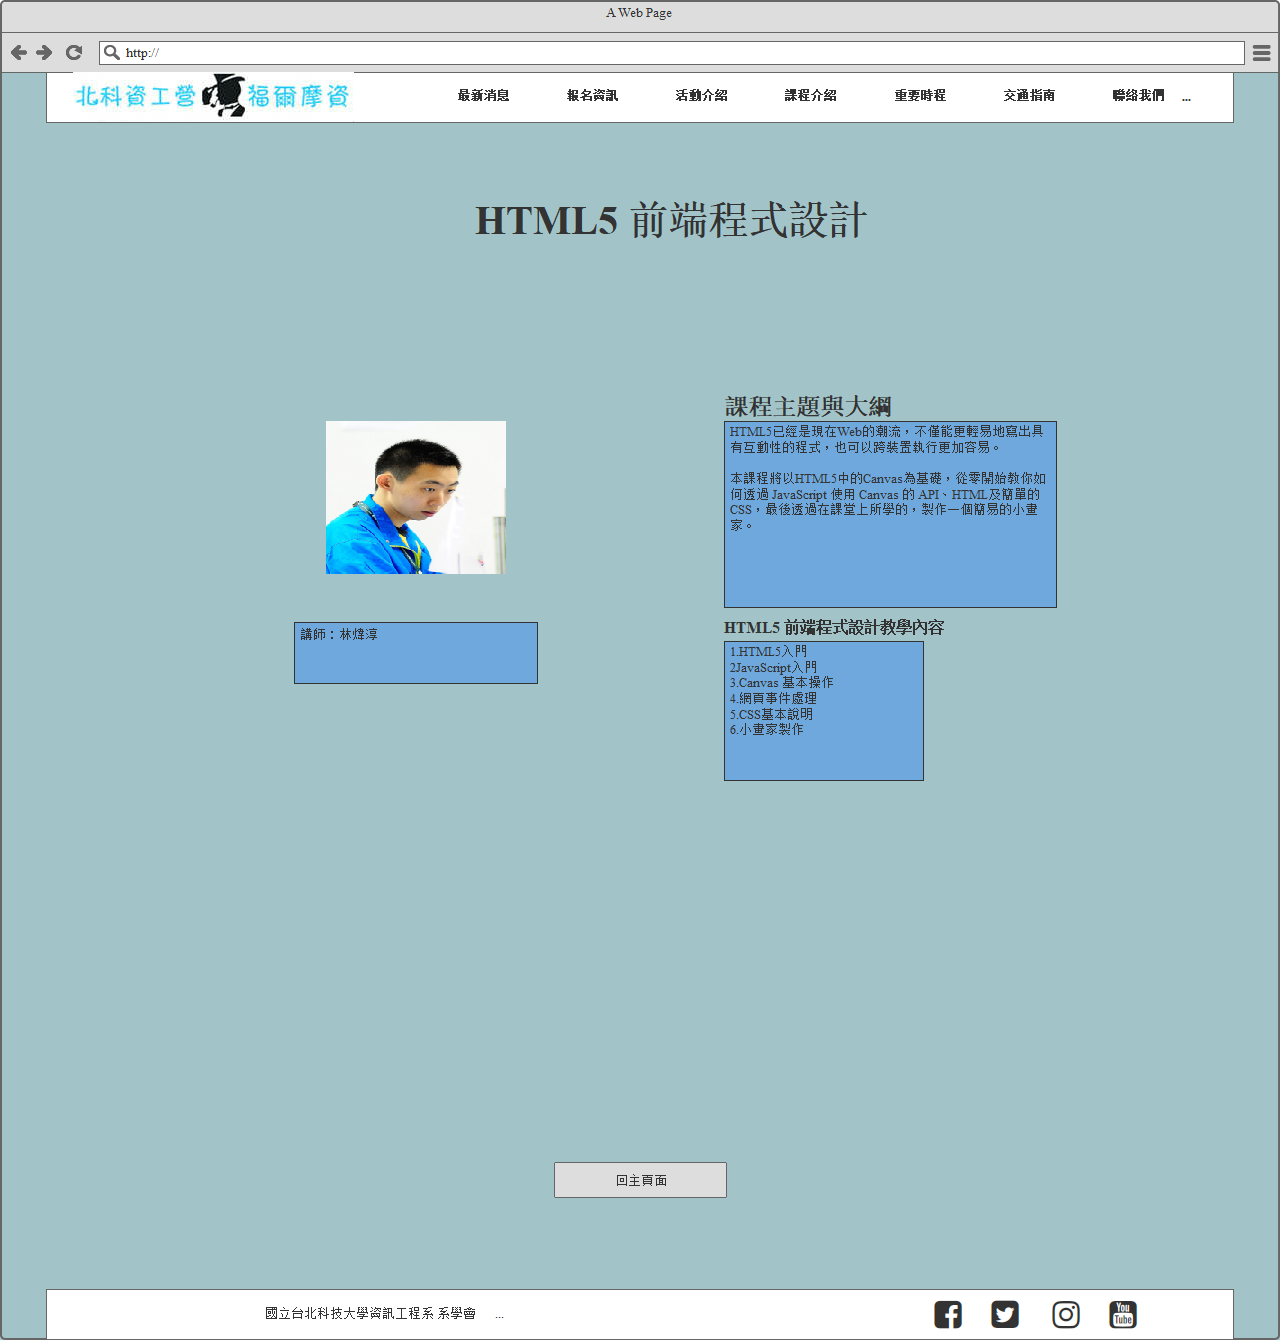 A Web Page
http://
北科資工營 福爾摩資
最新消息 報名資訊 活動介紹 課程介紹 重要時程 交通指南 聯絡我們 ...
HTML5 前端程式設計
課程主題與大綱
HTML5已經是現在Web的潮流，不僅能更輕易地寫出具
有互動性的程式，也可以跨裝置執行更加容易。
本課程將以HTML5中的Canvas為基礎，從零開始教你如
何透過 JavaScript 使用 Canvas 的 API、HTML及簡單的
CSS，最後透過在課堂上所學的，製作一個簡易的小畫
家。
講師：林煒淳
HTML5 前端程式設計教學內容
1.HTML5入門
2JavaScript入門
3.Canvas 基本操作
4.網頁事件處理
5.CSS基本說明
6.小畫家製作
回主頁面
國立台北科技大學資訊工程系 系學會 ...
You
Tube